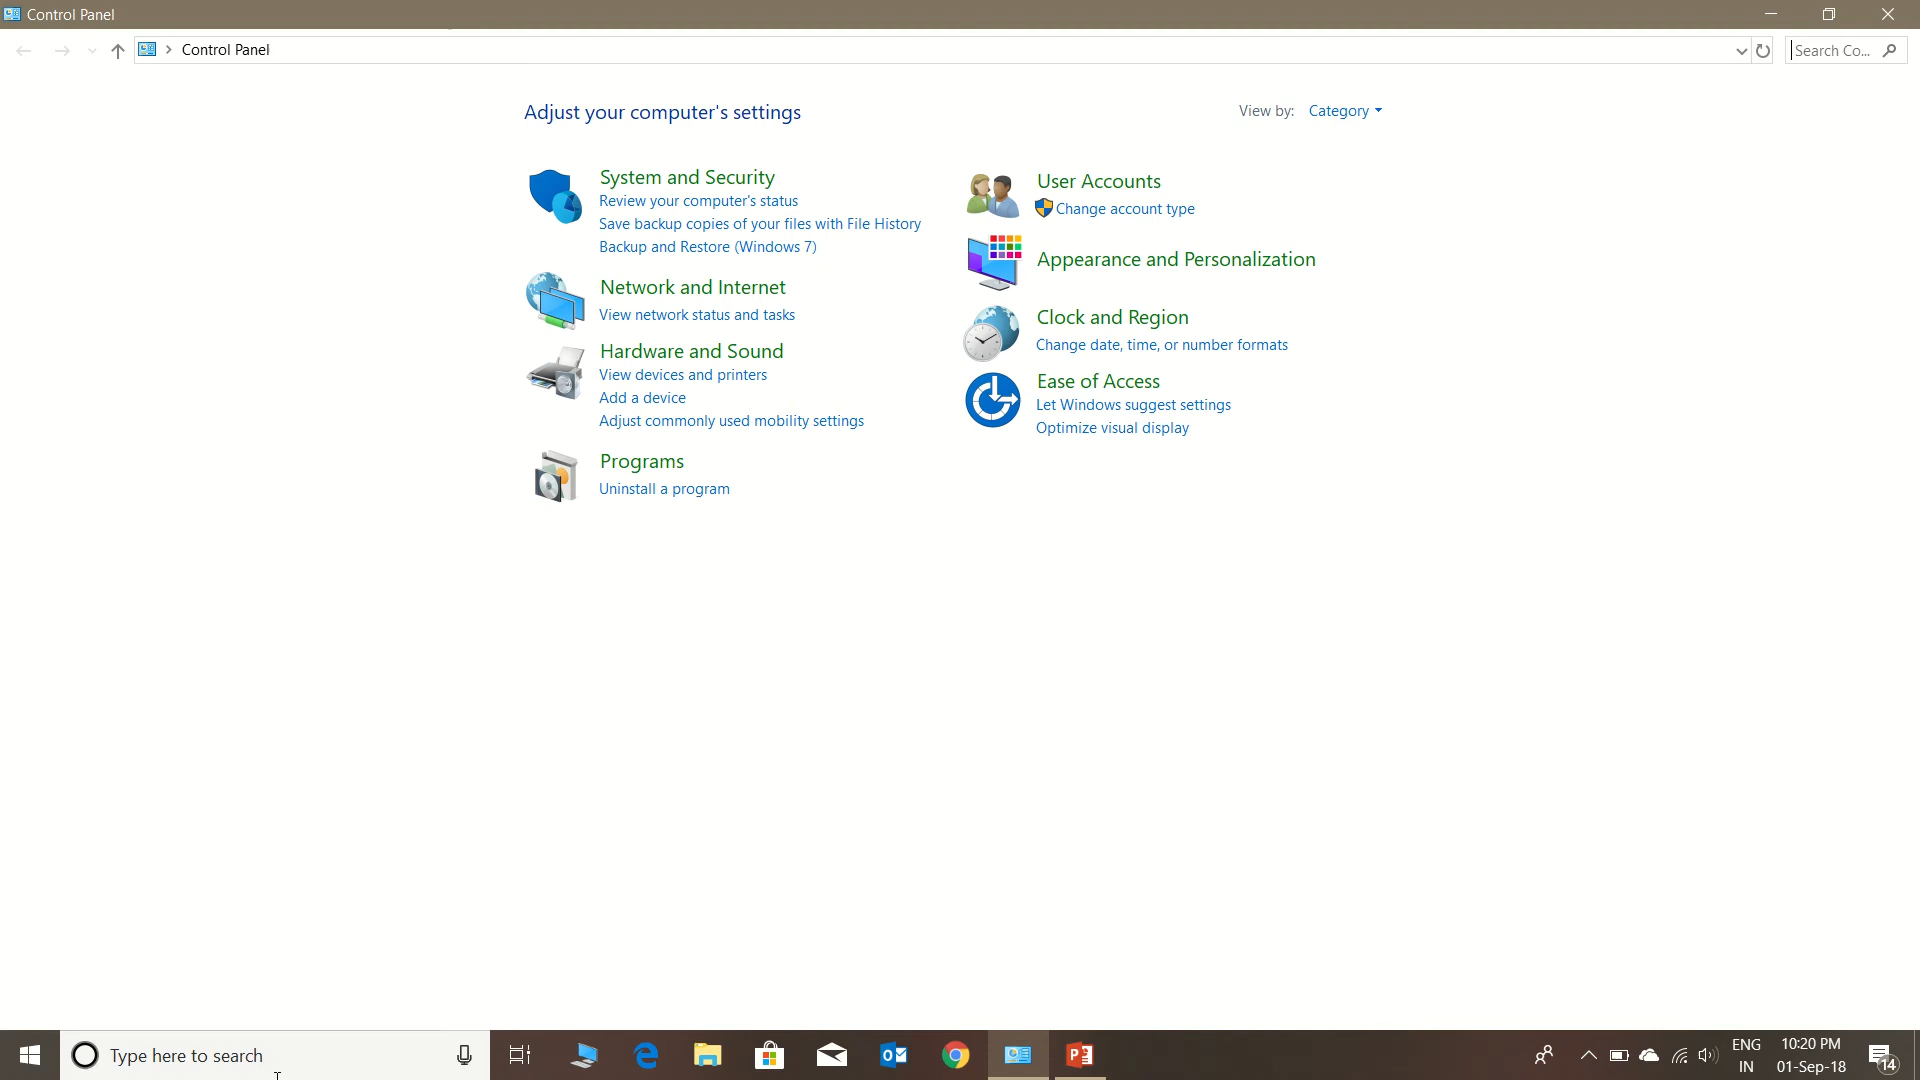 Control Panel
Control Panel
Search Co...
Adjust your computer's settings
View by: Category
System and Security
Review your computer's status
Save backup copies of your files with File History
Backup and Restore (Windows 7)
Network and Internet
View network status and tasks
Hardware and Sound
View devices and printers
Add a device
Adjust commonly used mobility settings
Programs
Uninstall a program
User Accounts
Change account type
Appearance and Personalization
Clock and Region
Change date, time, or number formats
Ease of Access
Let Windows suggest settings
Optimize visual display
Type here to search
ENG
IN
10:20 PM
01-Sep-18
14